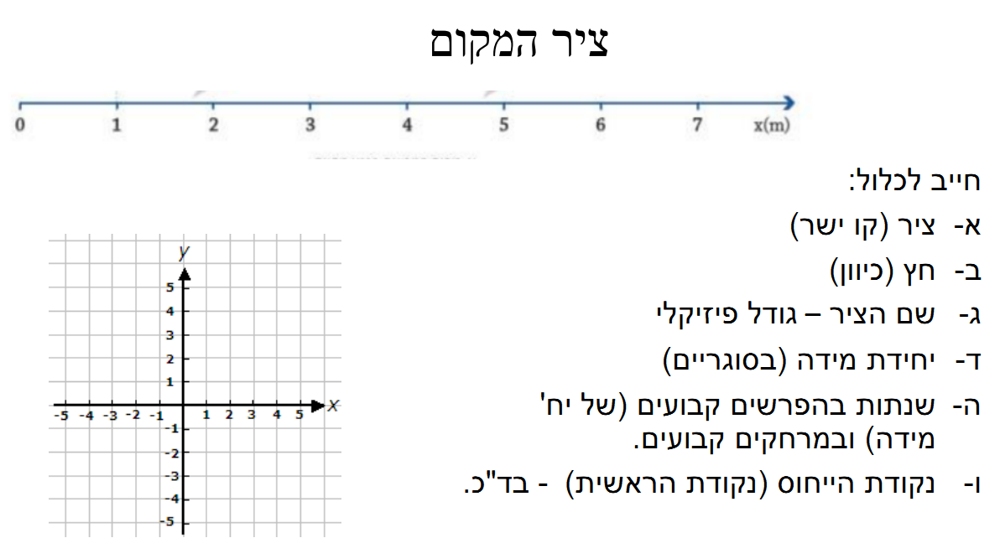 ציר המקום
0 1 2 3 4 5 6 7 x(m)
חייב לכלול:
א- ציר (קו ישר)
ב- חץ (כיוון)
ג- שם הציר – גודל פיזיקלי
ד- יחידת מידה (בסוגריים)
ה- שנתות בהפרשים קבועים (של יח'
מידה) ובמרחקים קבועים.
ו- נקודת הייחוס (נקודת הראשית) - בד"כ.
y
5
4
3
2
1
-5 -4 -3 -2 -1 1 2 3 4 5 x
-1
-2
-3
-4
-5